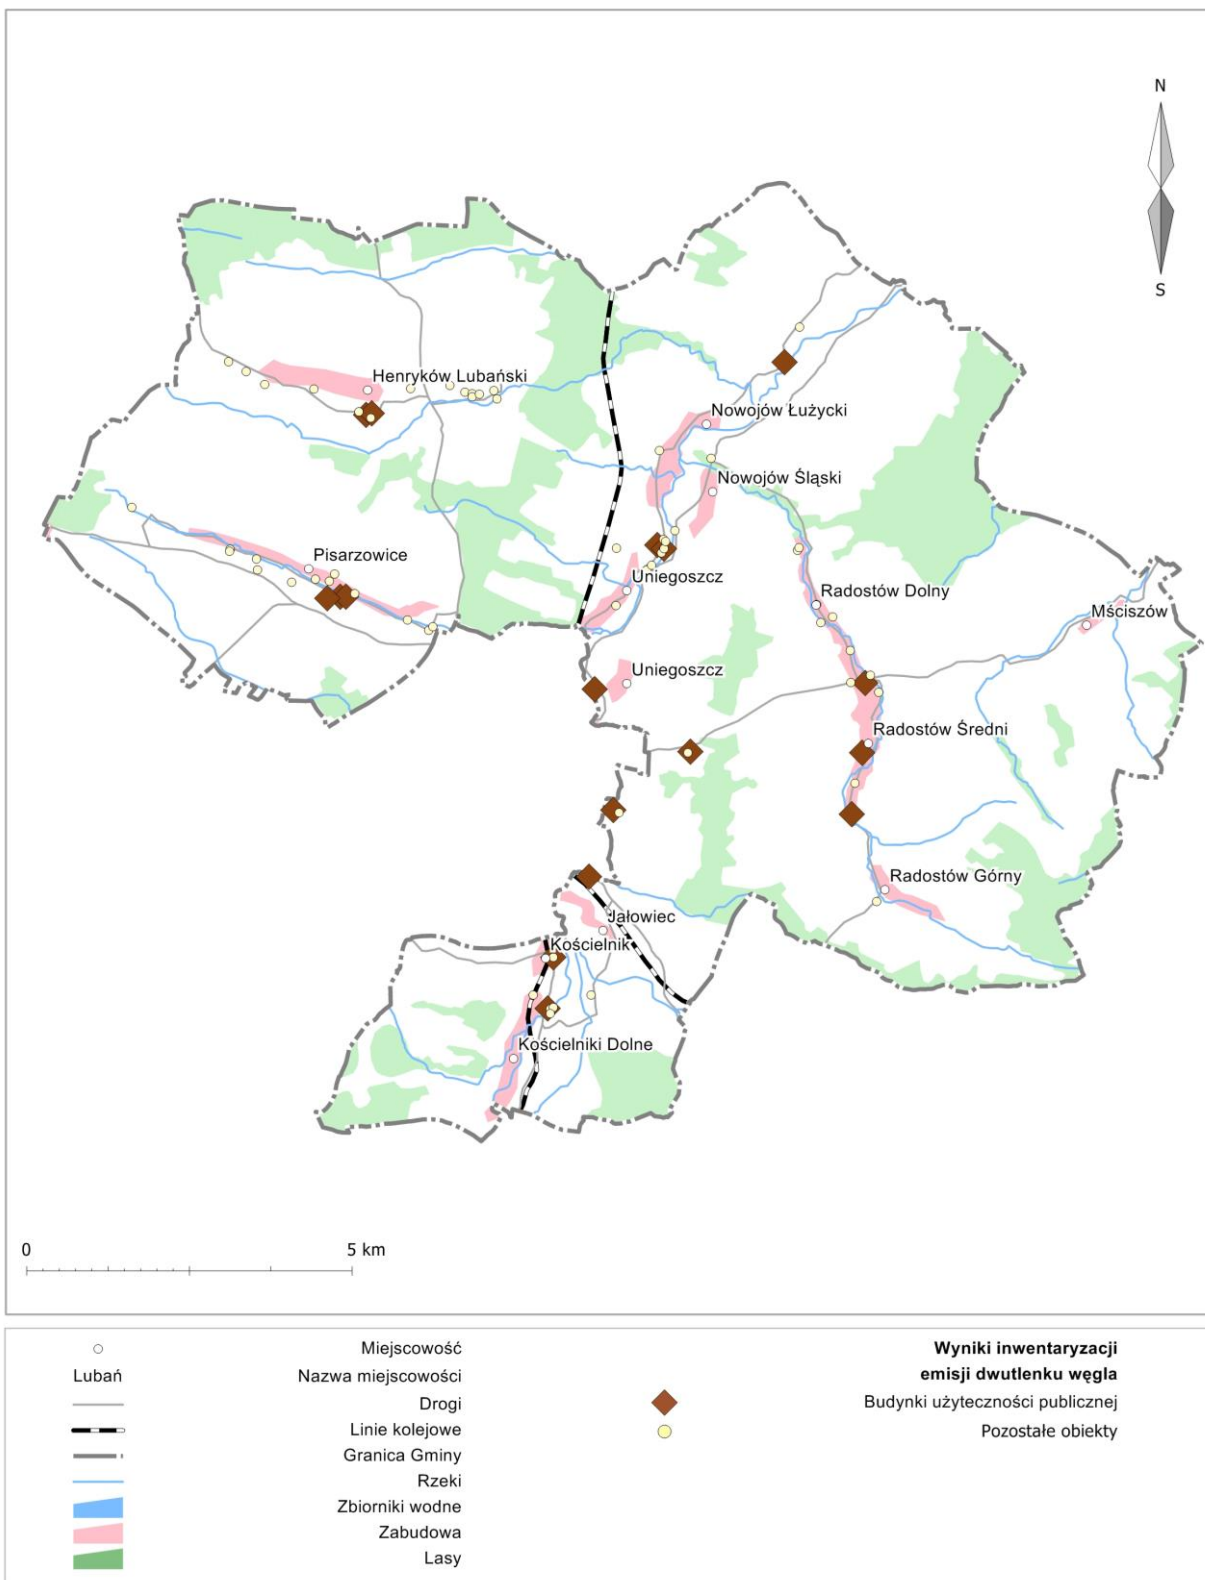 N
S
Henryków Lubański
Nowojów Łużycki
Nowojów Śląski
Pisarzowice
Uniegoszcz
Radostów Dolny
Mściszów
Uniegoszcz
Radostów Średni
Radostów Górny
Jałowiec
Kościelnik
Kościelniki Dolne
0 5 km
Miejscowość
Lubań Nazwa miejscowości
Drogi
Linie kolejowe
Granica Gminy
Rzeki
Zbiorniki wodne
Zabudowa
Lasy
Wyniki inwentaryzacji
emisji dwutlenku węgla
Budynki użyteczności publicznej
Pozostałe obiekty